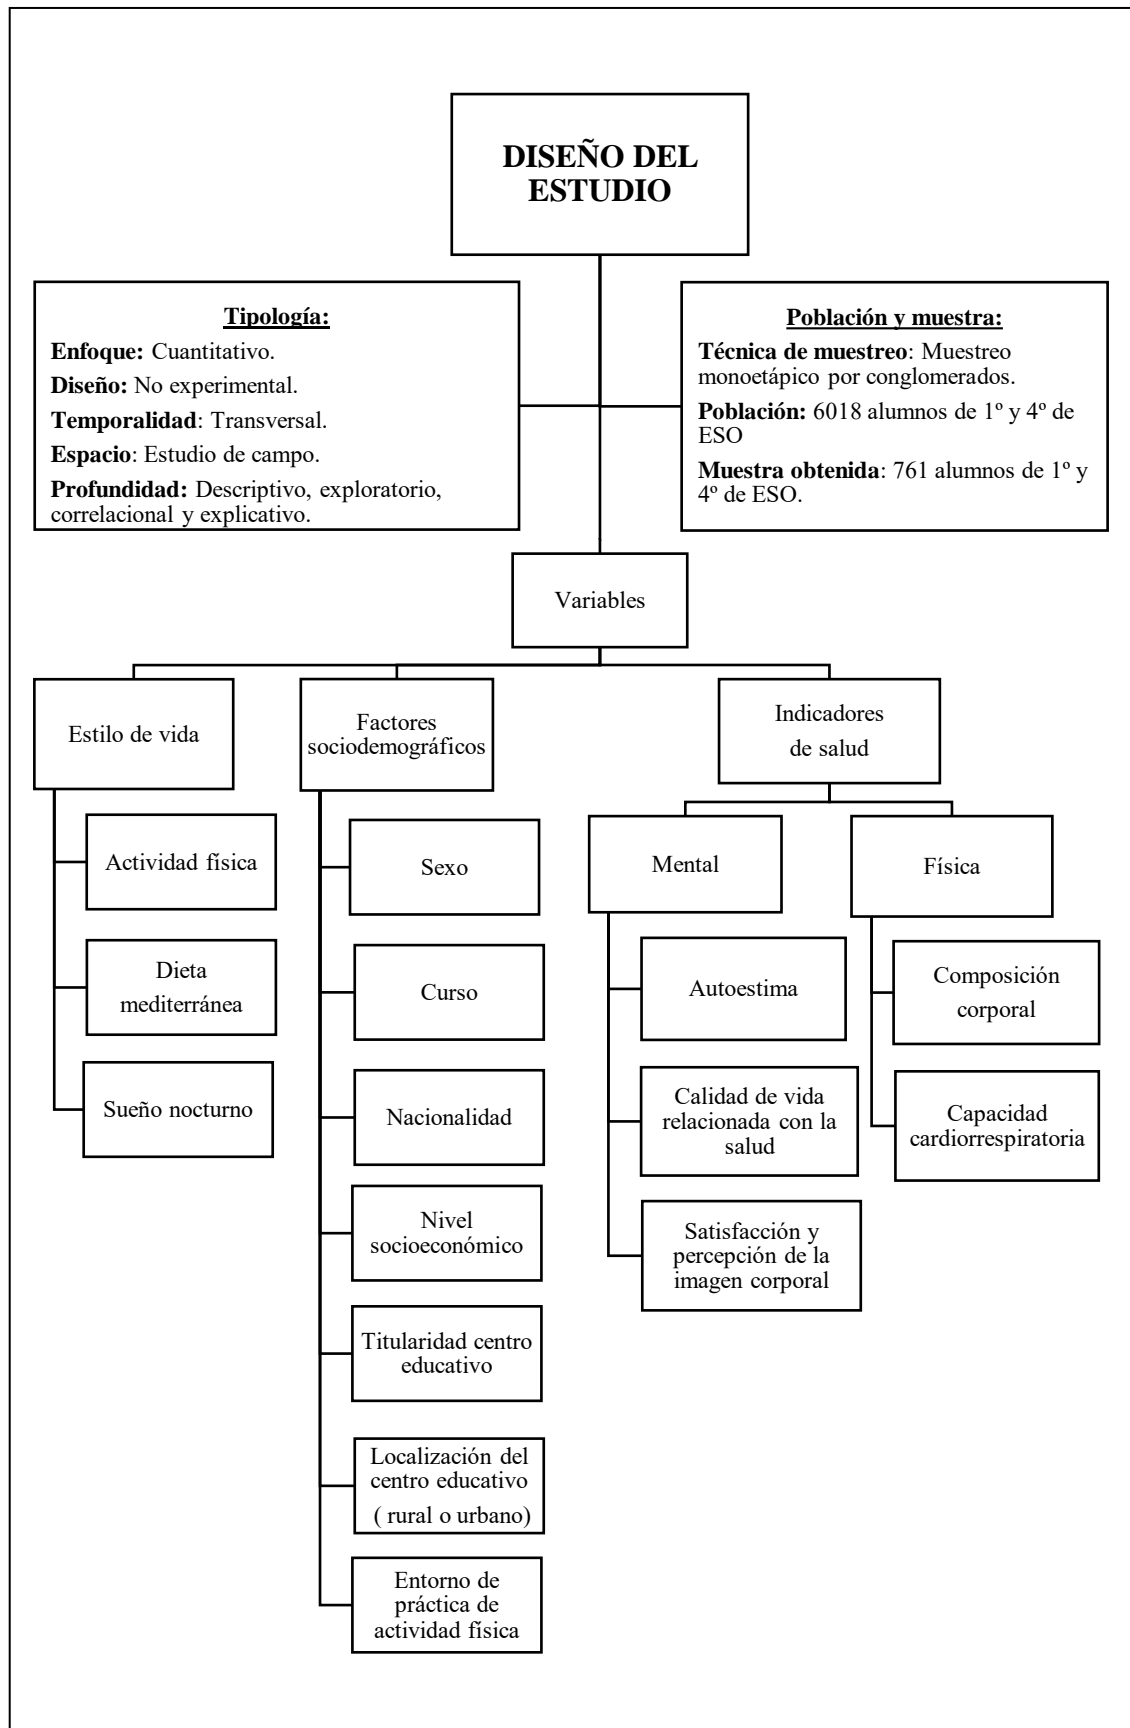 DISEÑO DEL
ESTUDIO
Tipología:
Enfoque: Cuantitativo.
Diseño: No experimental.
Temporalidad: Transversal.
Espacio: Estudio de campo.
Profundidad: Descriptivo, exploratorio,
correlacional y explicativo.
Población y muestra:
Técnica de muestreo: Muestreo
monoetápico por conglomerados.
Población: 6018 alumnos de 1º y 4º de
ESO
Muestra obtenida: 761 alumnos de 1º y
4º de ESO.
Variables
Estilo de vida
Actividad física
Dieta
mediterránea
Sueño nocturno
Factores
sociodemográficos
Sexo
Curso
Nacionalidad
Nivel
socioeconómico
Titularidad centro
educativo
Localización del
centro educativo
( rural o urbano)
Entorno de
práctica de
actividad física
Indicadores
de salud
Mental
Autoestima
Calidad de vida
relacionada con la
salud
Satisfacción y
percepción de la
imagen corporal
Física
Composición
corporal
Capacidad
cardiorrespiratoria